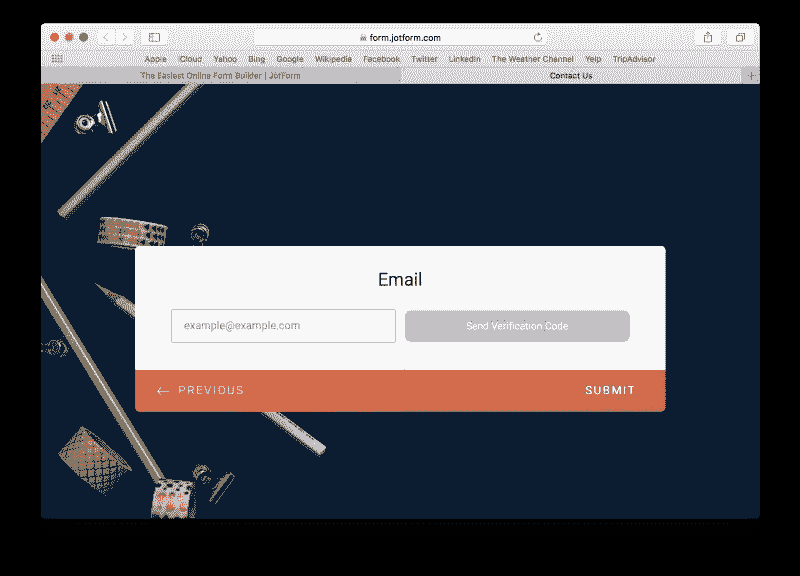 form.jotform.com
Apple iCloud Yahoo Bing Google Wikipedia Facebook Twitter LinkedIn The Weather Channel Yelp TripAdvisor
The Easiest Online Form Builder | JotForm Contact Us
Email
example@example.com Send Verification Code
← PREVIOUS SUBMIT